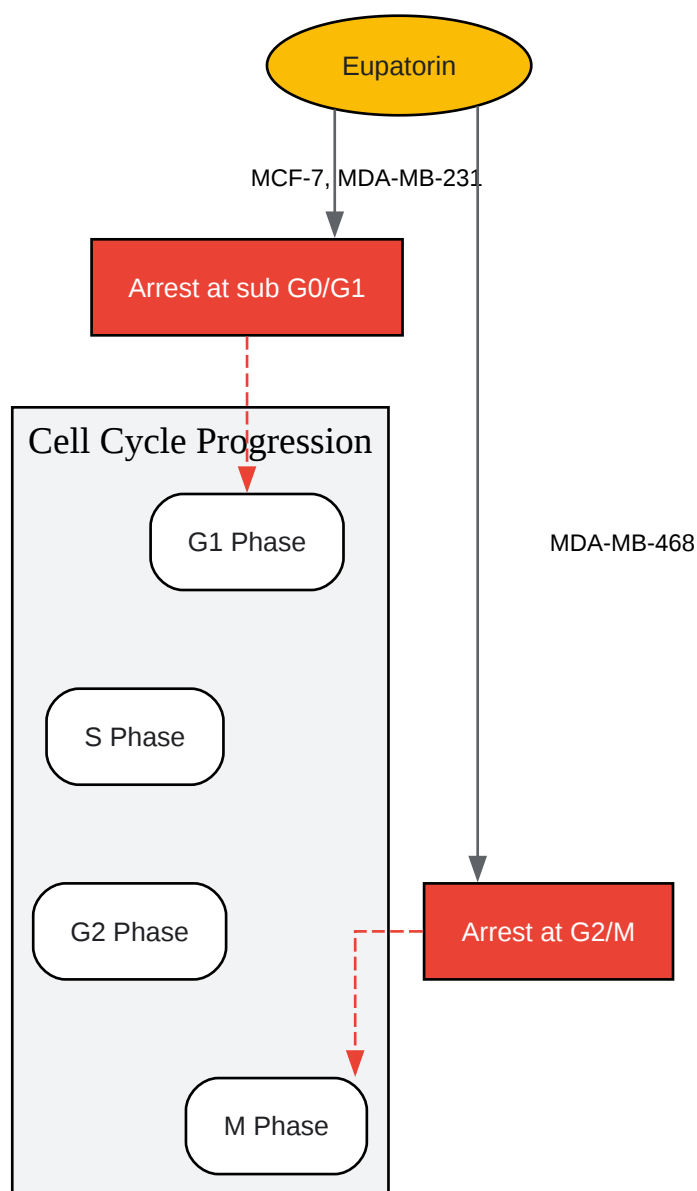 Eupatorin
MCF-7, MDA-MB-231
Arrest at sub G0/G1
Cell Cycle Progression
G1 Phase
MDA-MB-468
S Phase
G2 Phase
Arrest at G2/M
M Phase